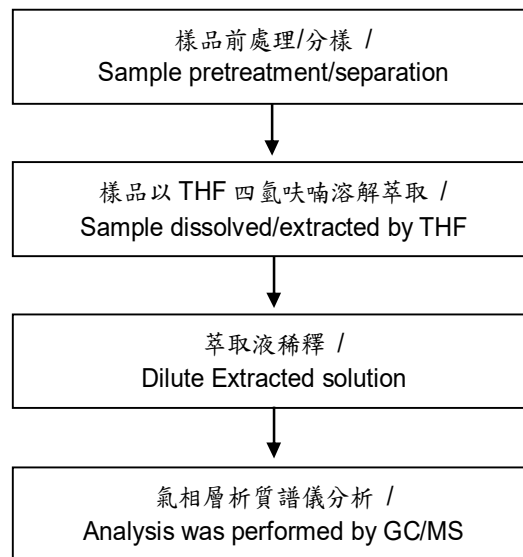 樣品前處理/分樣 /
Sample pretreatment/separation
樣品以 THF 四氫呋喃溶解萃取 /
Sample dissolved/extracted by THF
萃取液稀釋 /
Dilute Extracted solution
氣相層析質譜儀分析 /
Analysis was performed by GC/MS